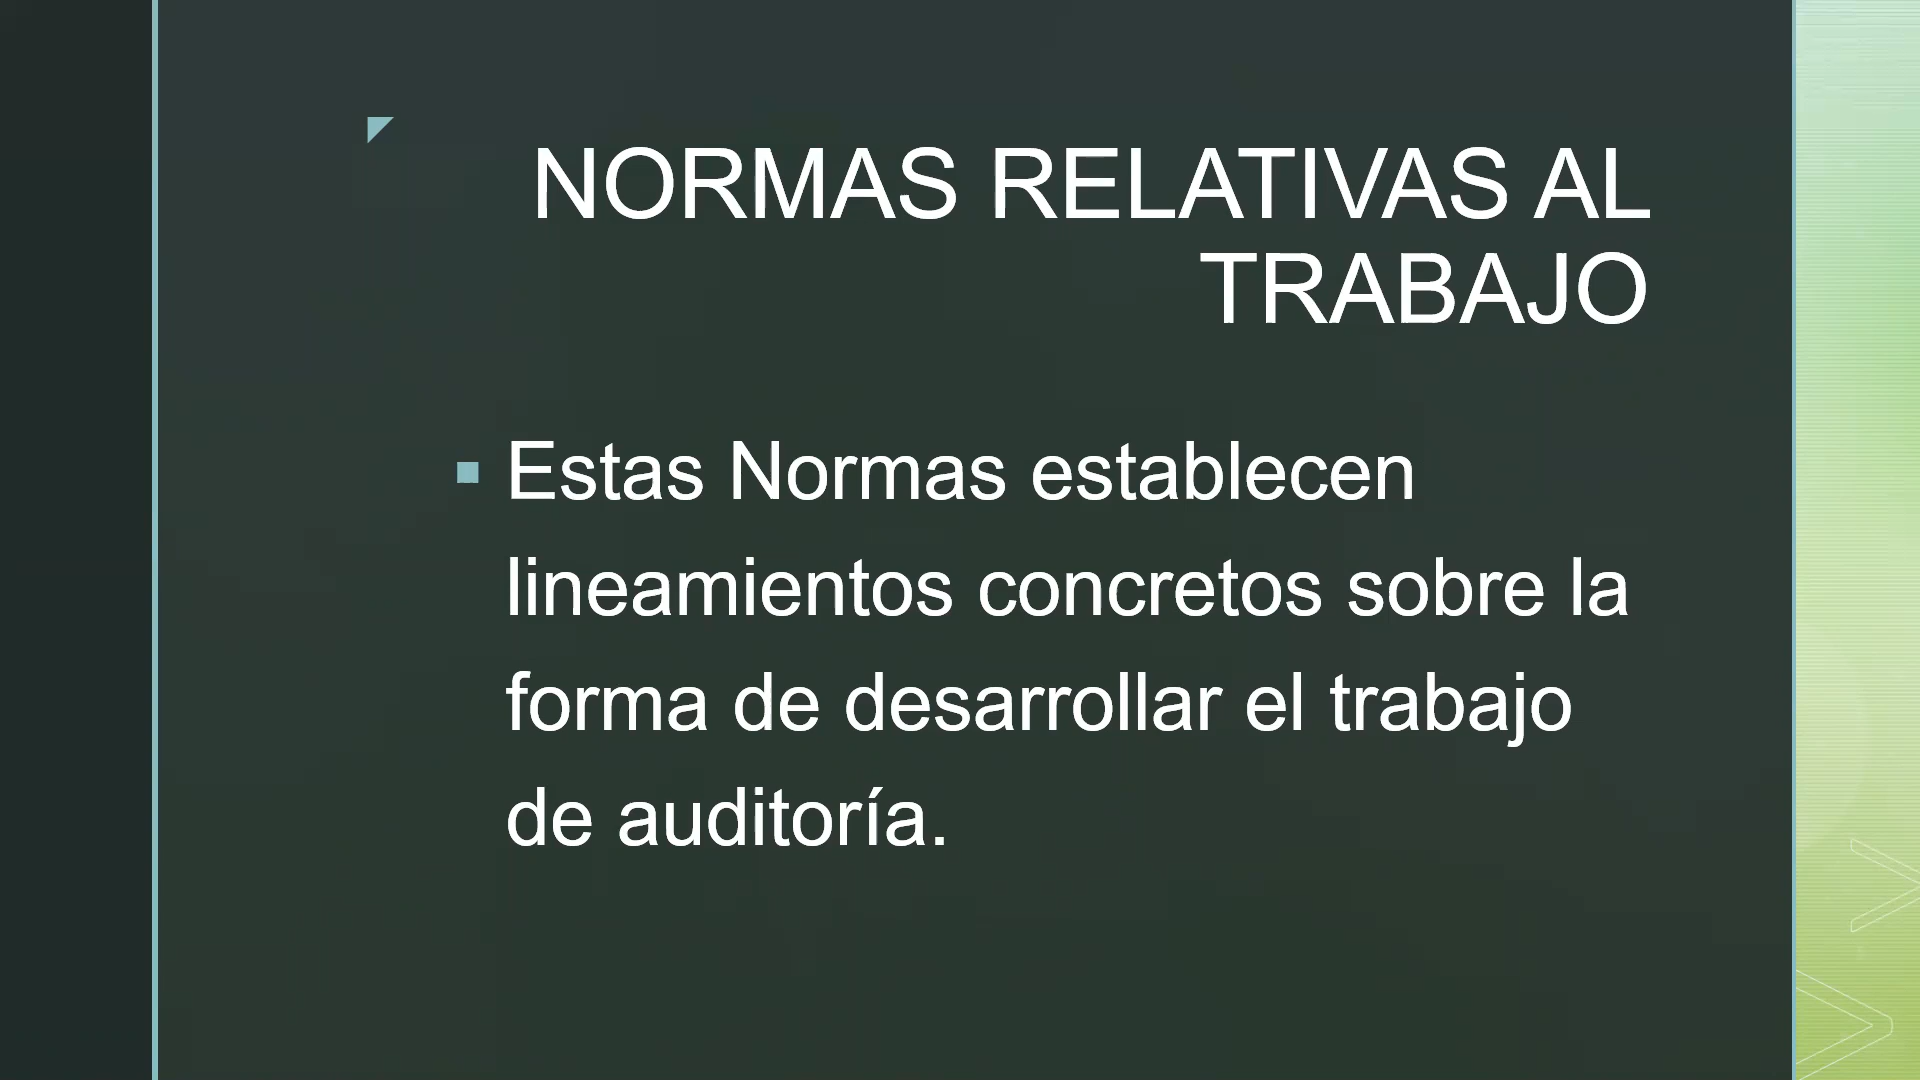 NORMAS RELATIVAS AL
TRABAJO
Estas Normas establecen
lineamientos concretos sobre la
forma de desarrollar el trabajo
de auditoría.